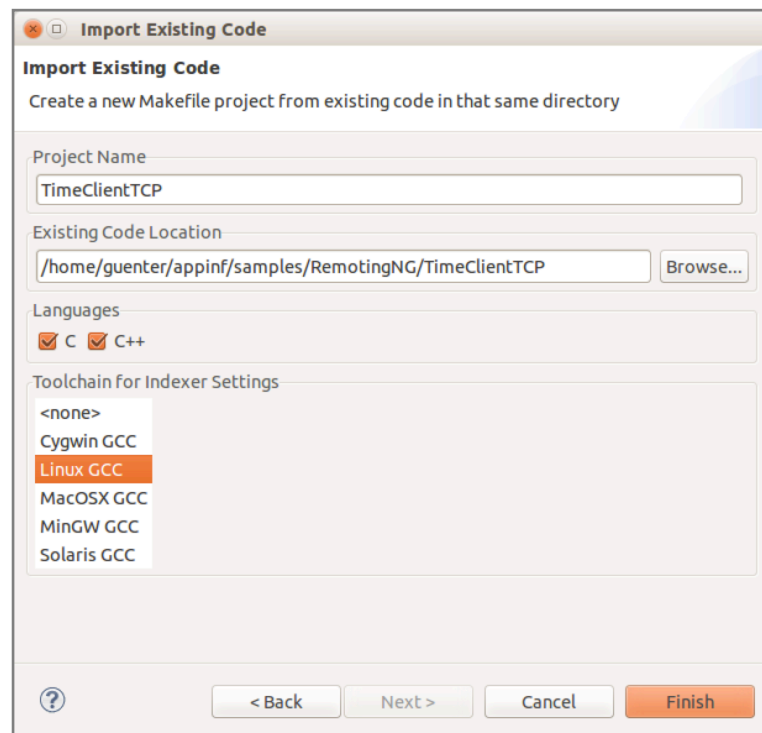 Import Existing Code
Import Existing Code
Create a new Makefile project from existing code in that same directory
Project Name
TimeClientTCP
Existing Code Location
/home/guenter/appinf/samples/RemotingNG/TimeClientTCP Browse...
Languages
C C++
Toolchain for Indexer Settings
<none>
Cygwin GCC
Linux GCC
MacOSX GCC
MinGW GCC
Solaris GCC
? < Back Next > Cancel Finish